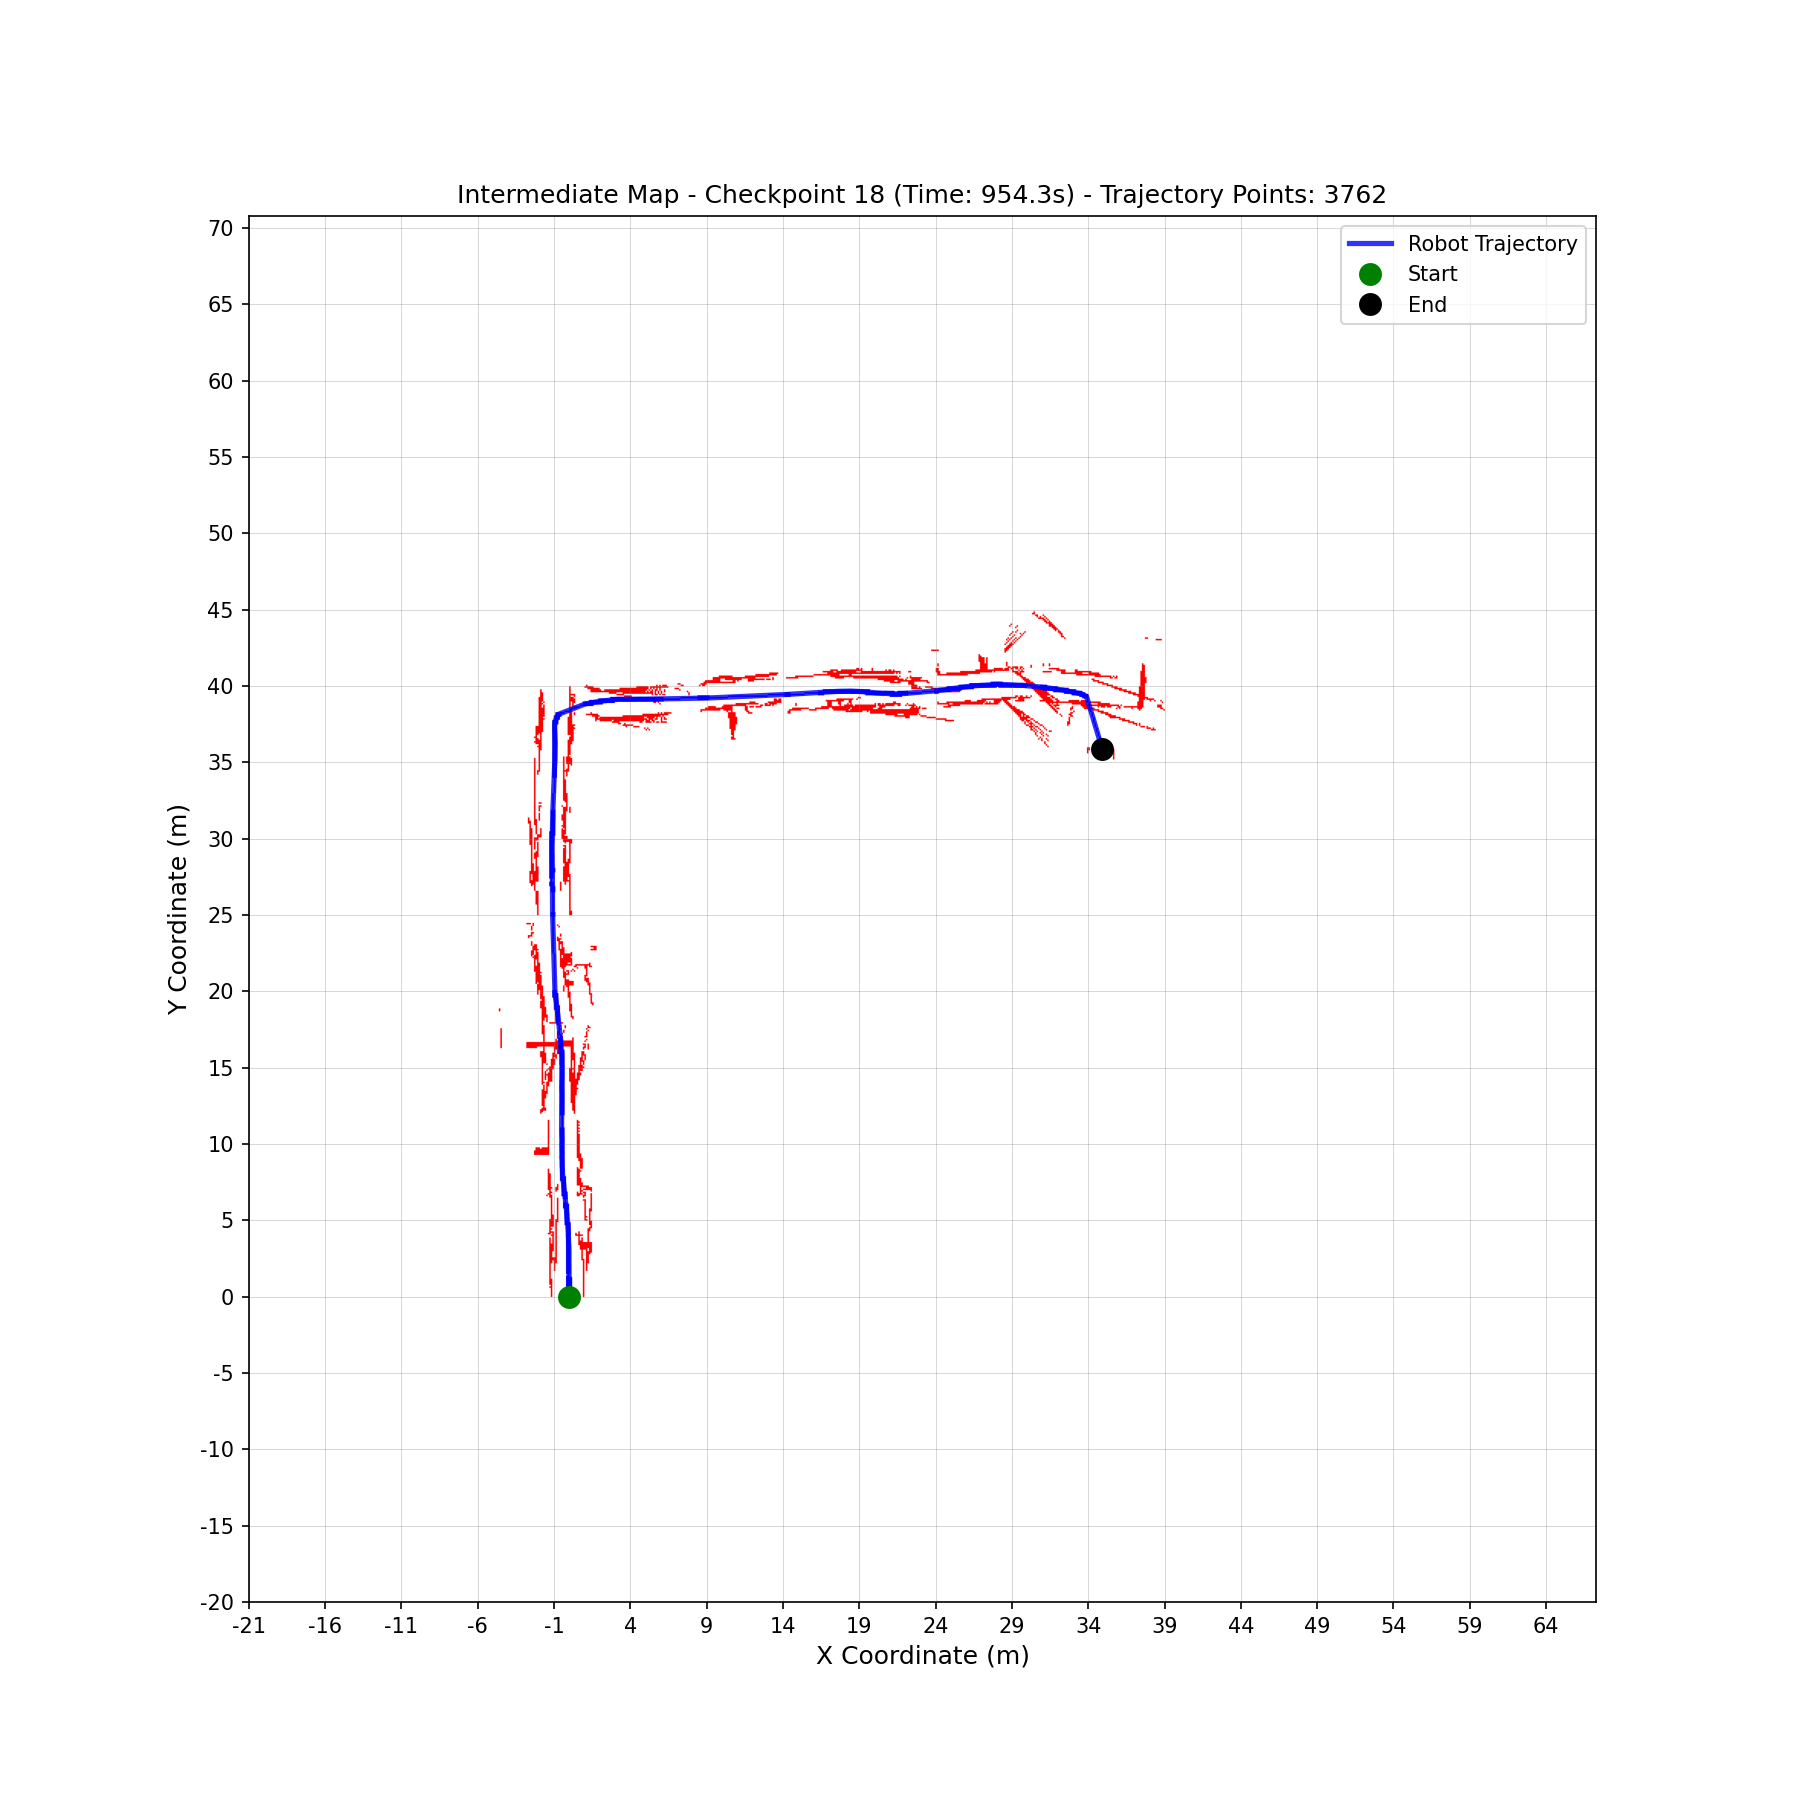 Intermediate Map - Checkpoint 18 (Time: 954.3s) - Trajectory Points: 3762
Robot Trajectory
Start
End
70
65
60
55
50
45
40
35
30
25
20
15
10
5
0
-5
-10
-15
-20
Y Coordinate (m)
-21 -16 -11 -6 -1 4 9 14 19 24 29 34 39 44 49 54 59 64
X Coordinate (m)